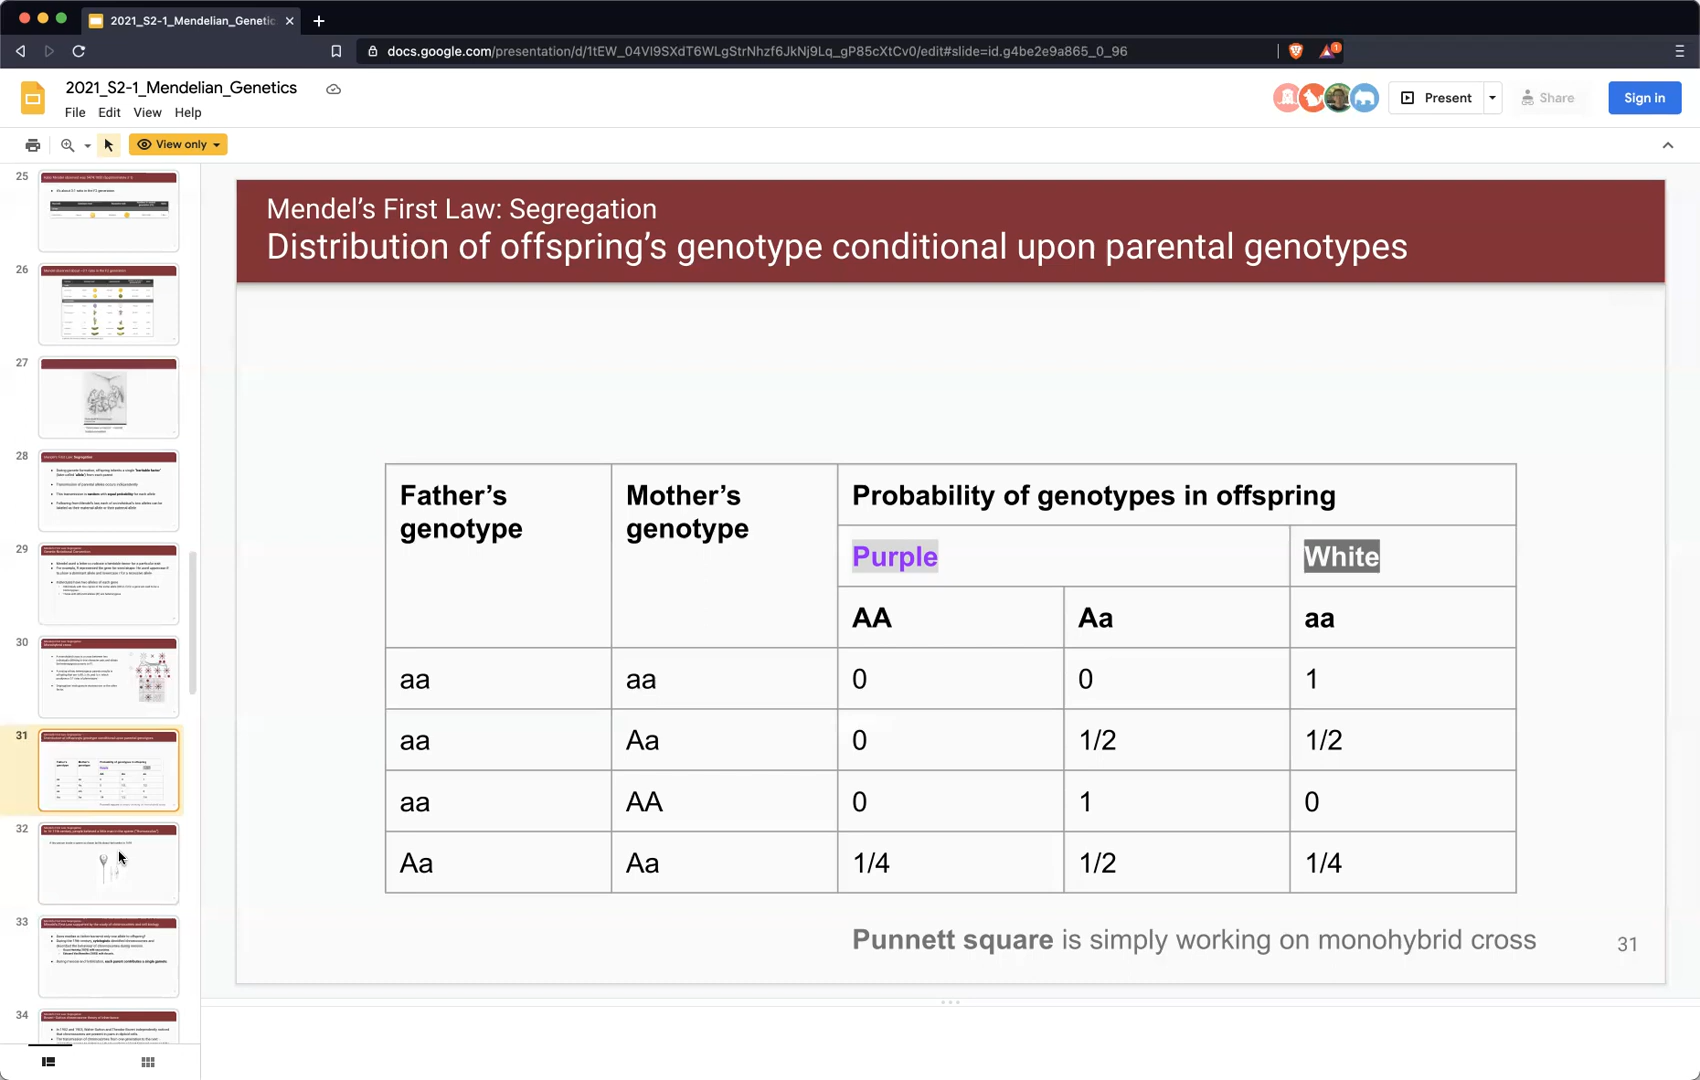 2021_S2-1_Mendelian_Genetic
docs.google.com/presentation/d/1tEW_04Vl9SXdT6WLgStrNhzf6JkNj9Lq_gP85cXtCv0/edit#slide=id.g4be2e9a865_0_96
1
2021_S2-1_Mendelian_Genetics
File Edit View Help
Present
Share
Sign in
View only
25
26
27
28
29
30
31
32
33
34
Mendel's First Law: Segregation
Distribution of offspring's genotype conditional upon parental genotypes
Father's genotype Mother's genotype Probability of genotypes in offspring
Purple White
AA Aa aa
aa aa 0 0 1
aa Aa 0 1/2 1/2
aa AA 0 1 0
Aa Aa 1/4 1/2 1/4
Punnett square is simply working on monohybrid cross
31